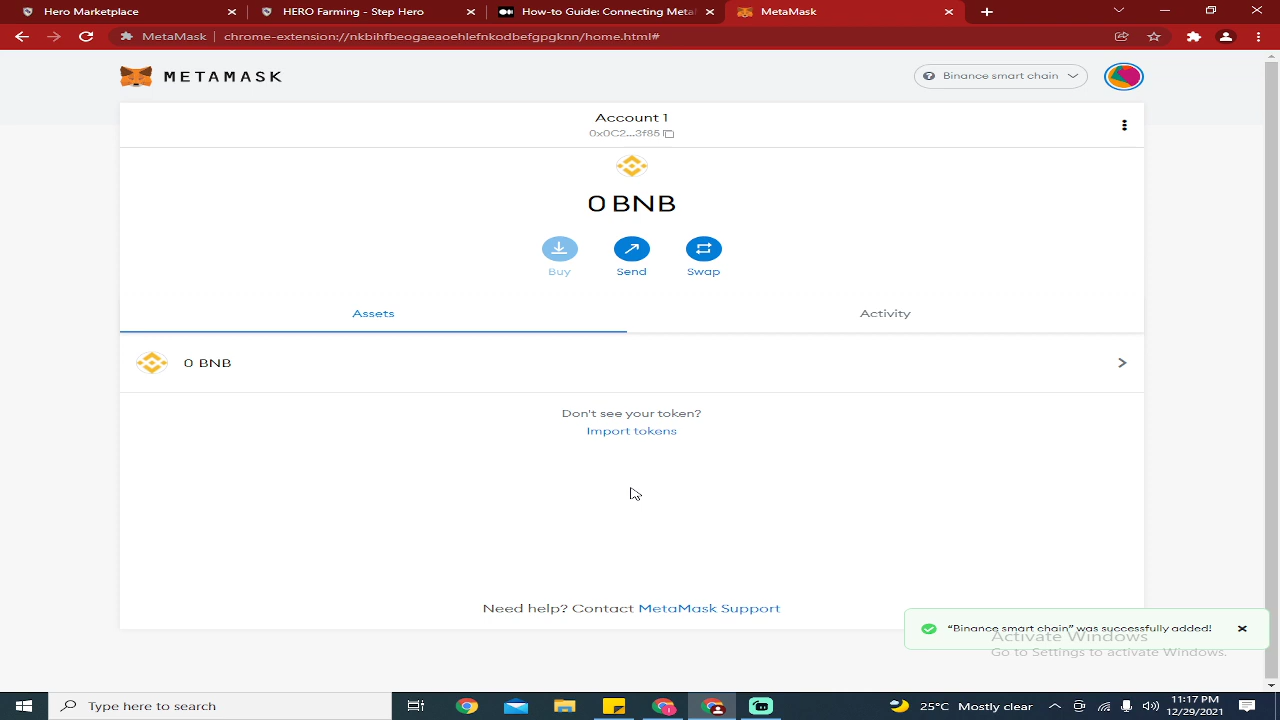 Hero Marketplace
HERO Farming - Step Hero
How-to Guide: Connecting Metal
MetaMask
MetaMask
chrome-extension://nkbihfbeogaeaoehlefnkodbefgpgknn/home.html#
METAMASK
Binance smart chain
Account 1
0x0C2...3f85
0 BNB
Buy
Send
Swap
Assets
Activity
0 BNB
Don't see your token?
Import tokens
Need help? Contact MetaMask Support
“Binance smart chain” was successfully added!
Activate Windows
Go to Settings to activate Windows.
Type here to search
25°C Mostly clear
11:17 PM
12/29/2021